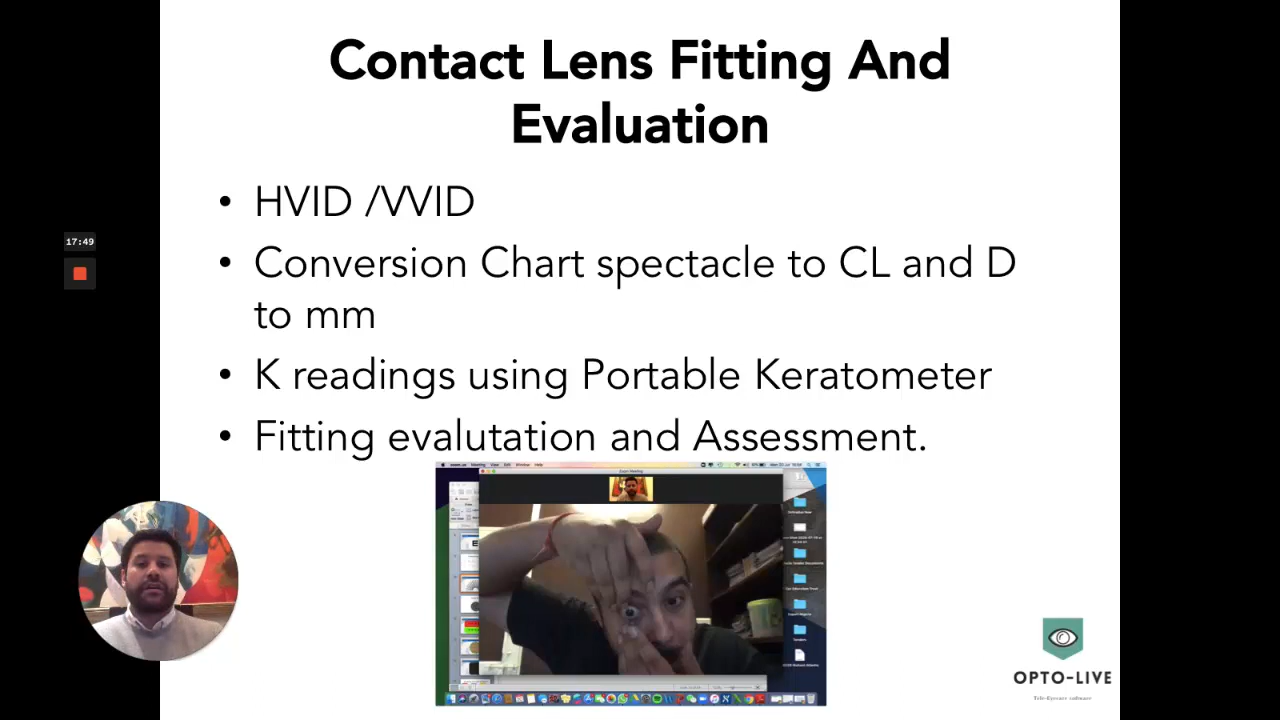 Contact Lens Fitting And
Evaluation
• HVID /VVID
17:49
• Conversion Chart spectacle to CL and D
to mm
• K readings using Portable Keratometer
• Fitting evalutation and Assessment.
OPTO-LIVE